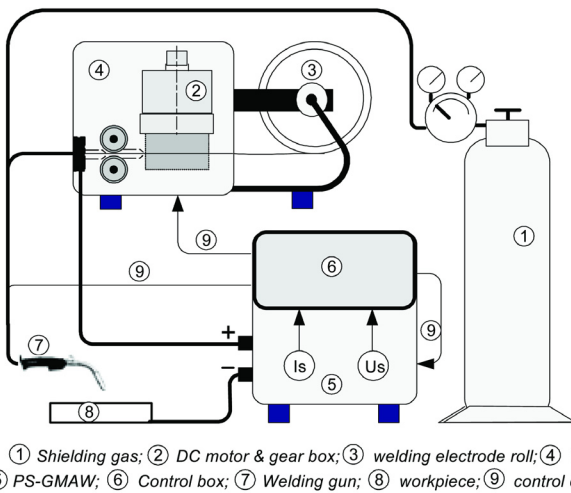 ④ ② ③
⑨ ⑥ ①
⑨
⑨
+
⑦ Is Us
−
⑤
⑧
① Shielding gas; ② DC motor & gear box; ③ welding electrode roll; ④
PS-GMAW; ⑥ Control box; ⑦ Welding gun; ⑧ workpiece; ⑨ control